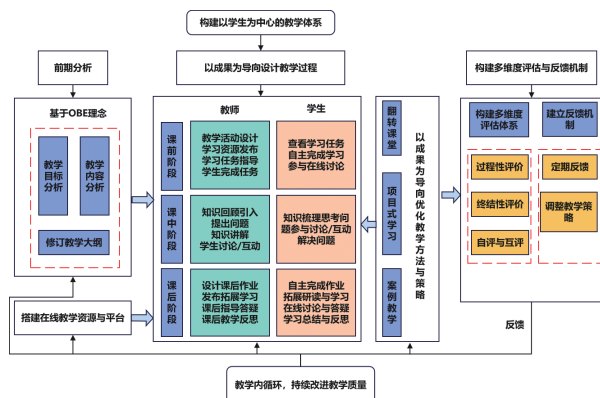 构建以学生为中心的教学体系
前期分析
以成果为导向设计教学过程
构建多维度评估与反馈机制
基于OBE理念
教学
目标
分析
教学
内容
分析
修订教学大纲
搭建在线教学资源与平台
教师
学生
课前阶段
教学活动设计
学习资源发布
学习任务指导
学生完成任务
查看学习任务
自主完成学习
参与在线讨论
课中阶段
知识回顾引入
提出问题
知识讲解
学生讨论/互动
知识梳理思考问
题参与讨论/互动
解决问题
课后阶段
设计课后作业
发布拓展学习
课后指导答疑
课后教学反思
自主完成作业
拓展研读与学习
在线讨论与答疑
学习总结与反思
翻转课堂
项目式学习
案例教学
以成果为导向优化教学方法与策略
构建多维度
评估体系
建立反馈机
制
过程性评价
终结性评价
自评与互评
定期反馈
调整教学策
略
反馈
教学内循环，持续改进教学质量